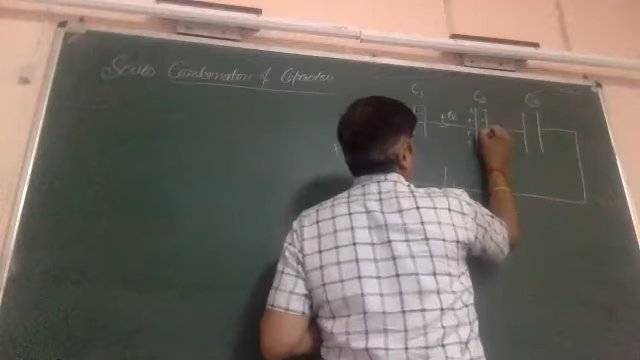 Series Combination of Capacitors
C₁ C₂ C₃